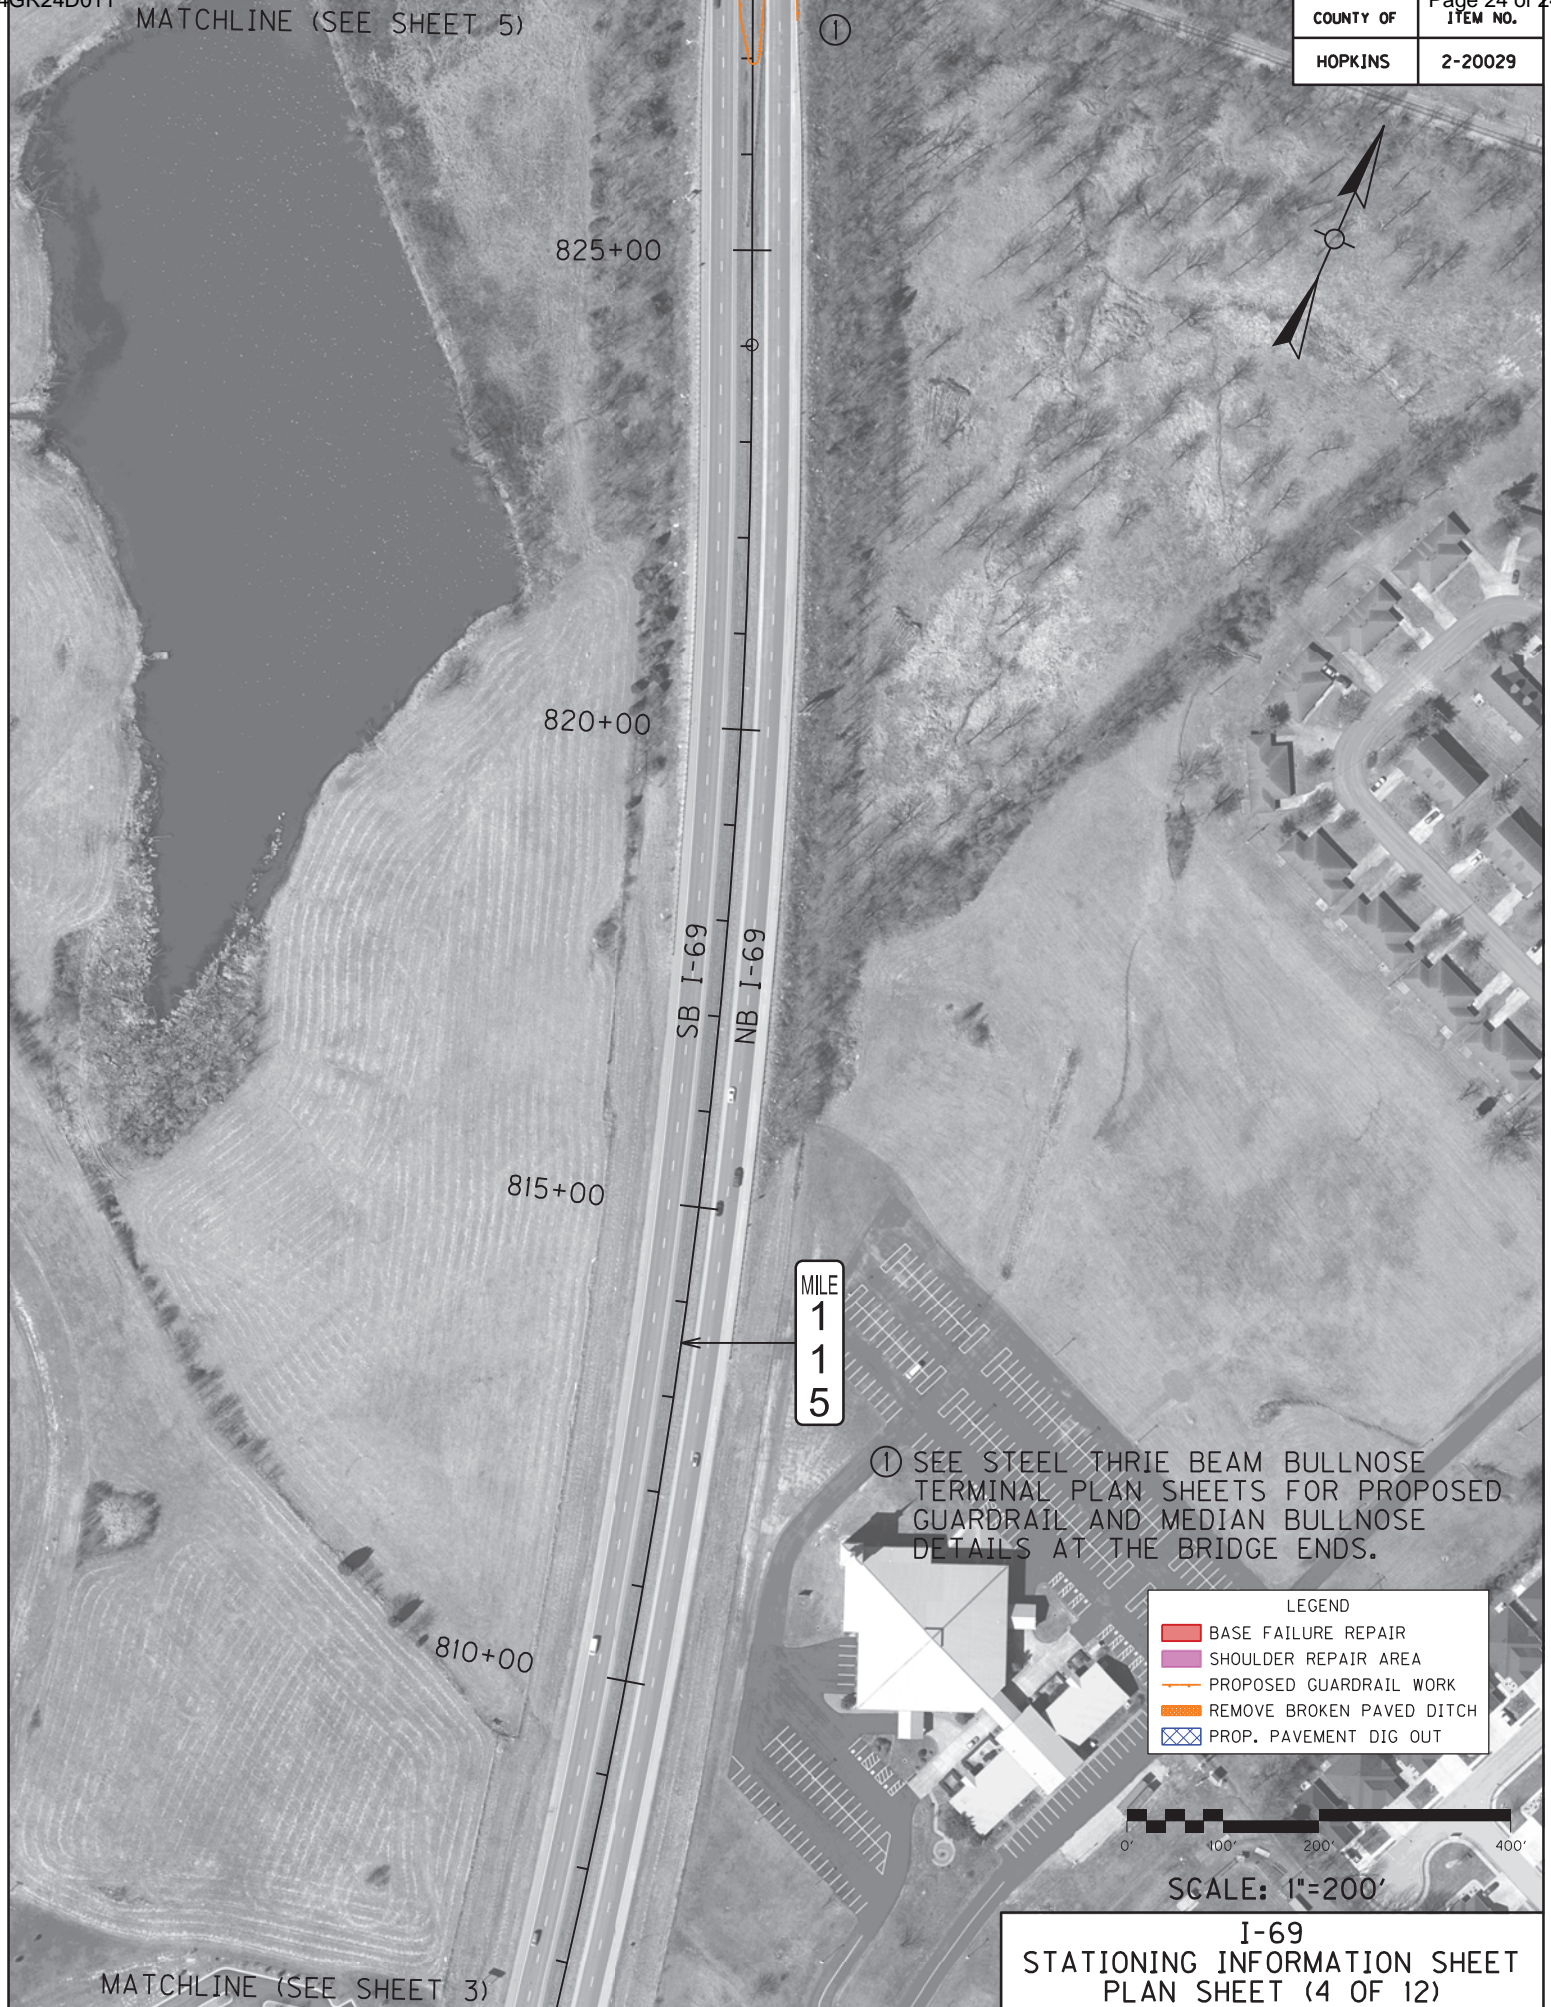 MATCHLINE (SEE SHEET 5)
①
COUNTY OF
ITEM NO.
HOPKINS
2-20029
825+00
820+00
SB I-69
NB I-69
815+00
MILE
1
1
5
① SEE STEEL THRIE BEAM BULLNOSE
TERMINAL PLAN SHEETS FOR PROPOSED
GUARDRAIL AND MEDIAN BULLNOSE
DETAILS AT THE BRIDGE ENDS.
810+00
LEGEND
BASE FAILURE REPAIR
SHOULDER REPAIR AREA
PROPOSED GUARDRAIL WORK
REMOVE BROKEN PAVED DITCH
PROP. PAVEMENT DIG OUT
0' 100' 200' 400'
SCALE: 1"=200'
I-69
STATIONING INFORMATION SHEET
PLAN SHEET (4 OF 12)
MATCHLINE (SEE SHEET 3)